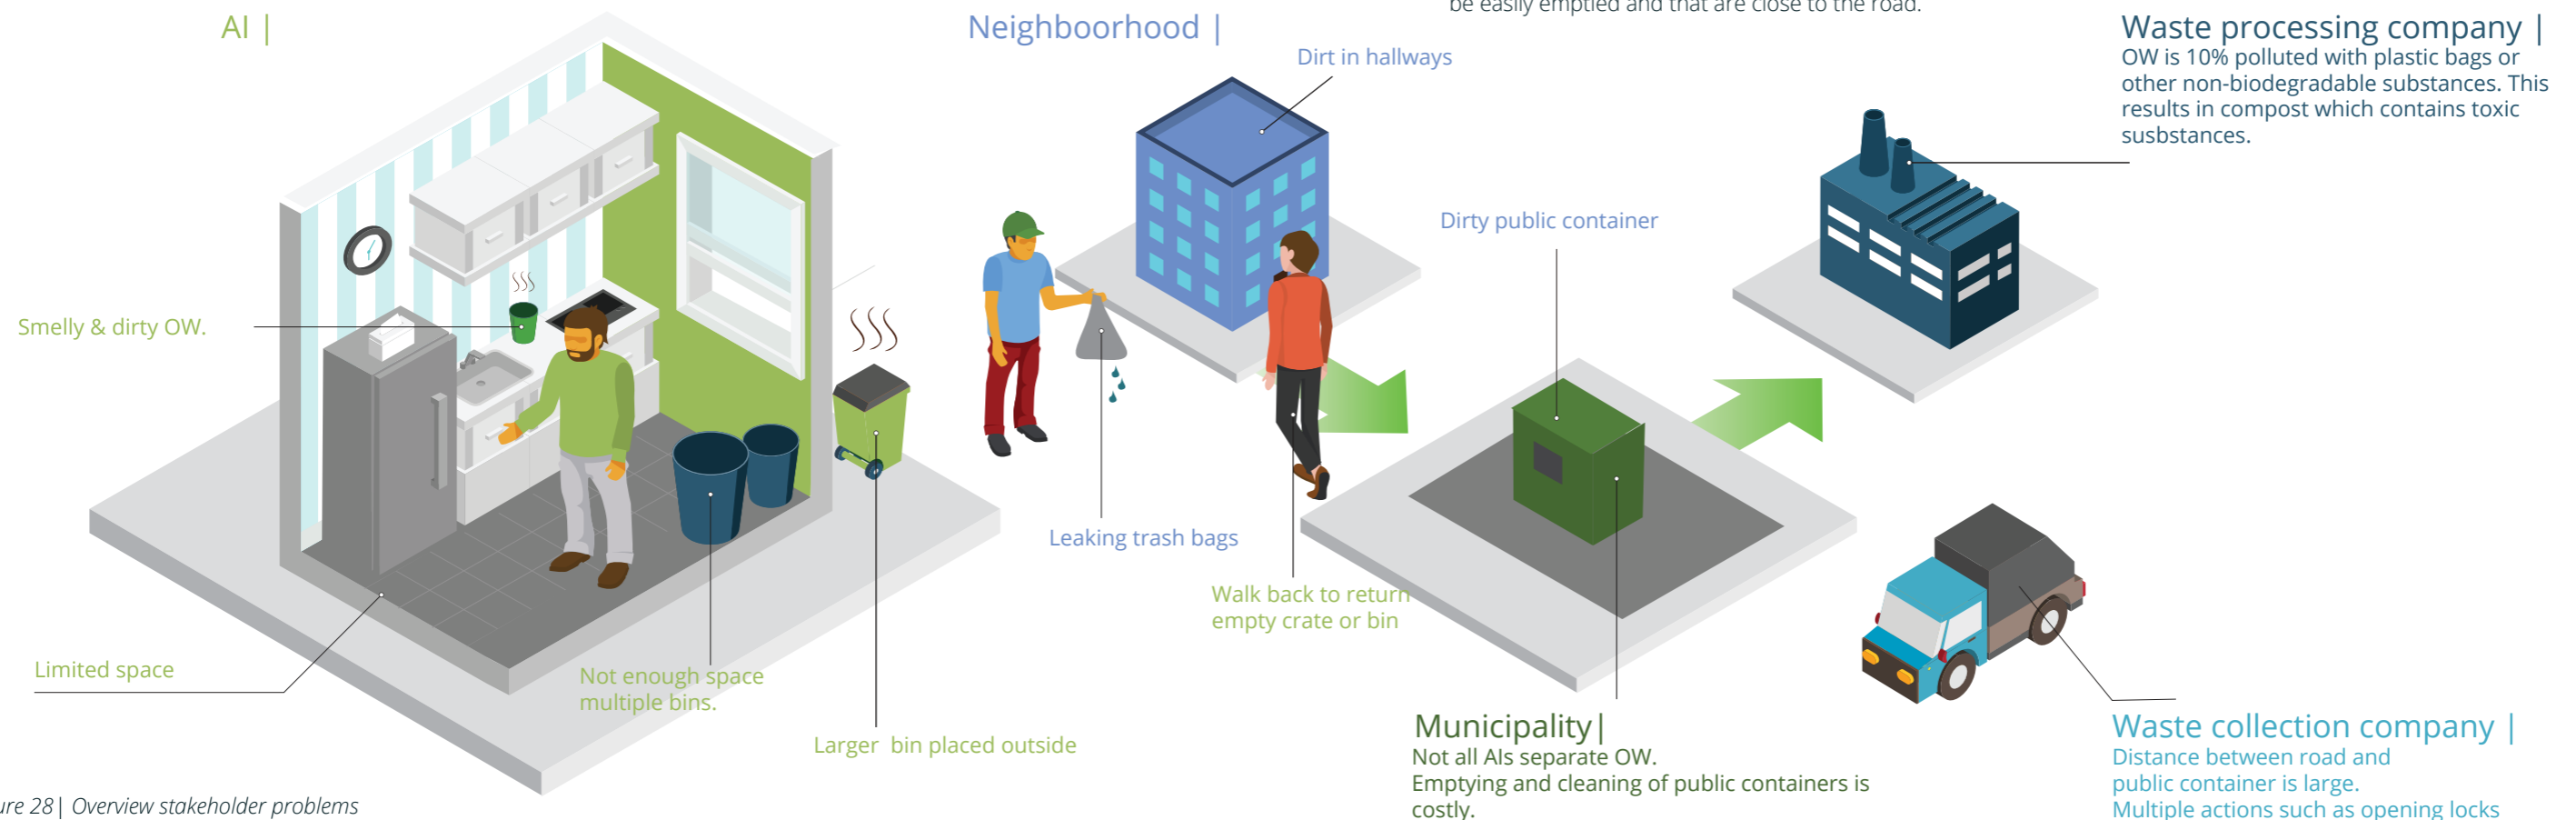 be easily emptied and that are close to the road.
AI |
Neighboorhood |
Waste processing company |
OW is 10% polluted with plastic bags or
other non-biodegradable substances. This
results in compost which contains toxic
susbstances.
Dirt in hallways
Dirty public container
Smelly & dirty OW.
Leaking trash bags
Walk back to return
empty crate or bin
Limited space
Not enough space
multiple bins.
Larger bin placed outside
Municipality|
Not all AIs separate OW.
Emptying and cleaning of public containers is
costly.
Waste collection company |
Distance between road and
public container is large.
Multiple actions such as opening locks
ure 28| Overview stakeholder problems